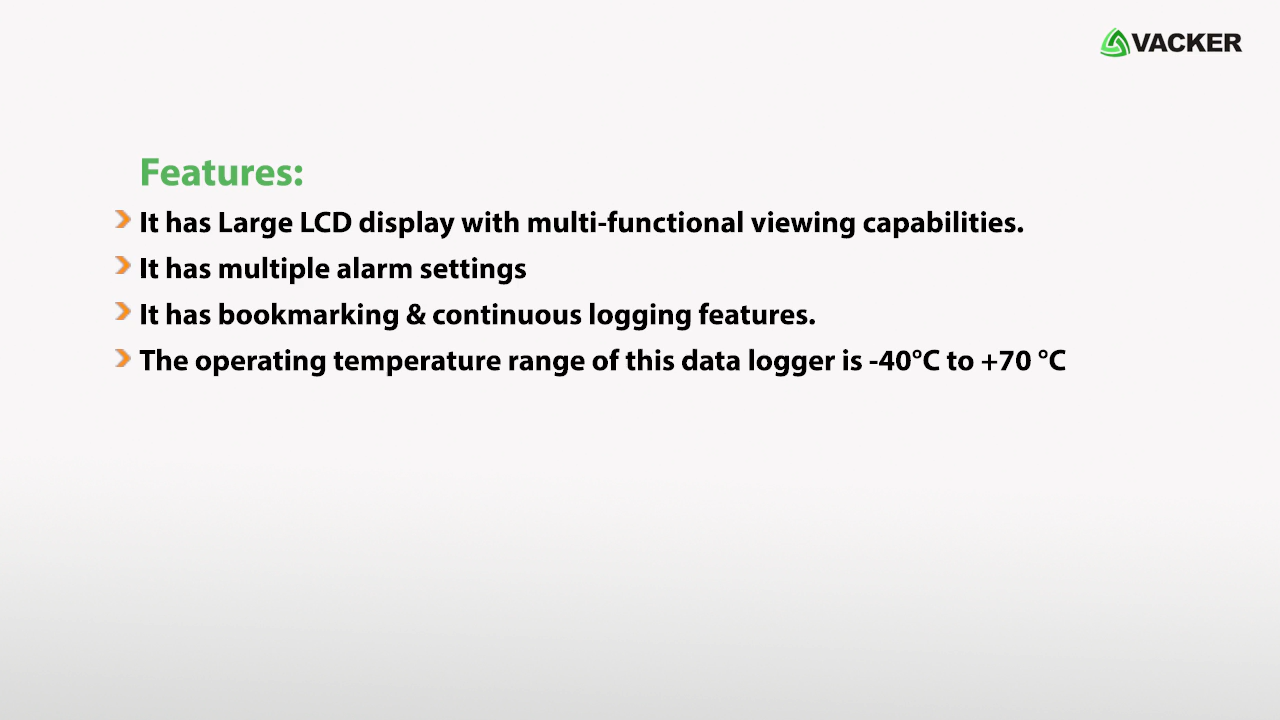 VACKER
Features:
It has Large LCD display with multi-functional viewing capabilities.
It has multiple alarm settings
It has bookmarking & continuous logging features.
The operating temperature range of this data logger is -40°C to +70 °C